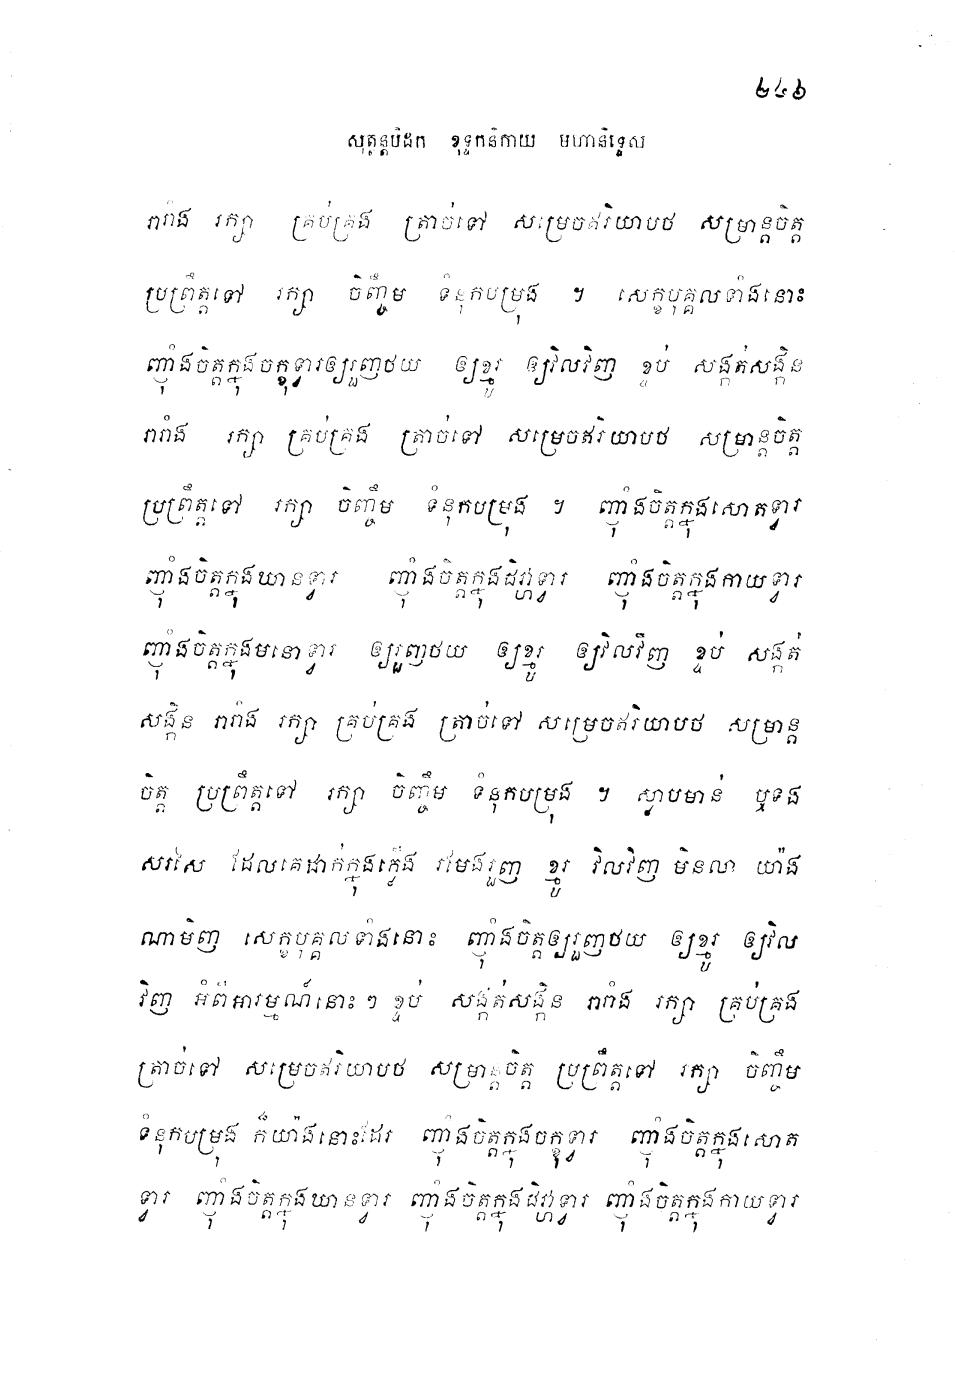 ២៤៦
សុត្តន្តបិដក ខុទ្ទកនិកាយ មហានិទ្ទេស
រារាំង រក្សា គ្រប់គ្រង ត្រាច់ទៅ សម្រេចឥរិយាបថ សម្រាន្តចិត្ត
ប្រព្រឹត្តទៅ រក្សា ចិញ្ចឹម ទំនុកបម្រុង ។ សេក្ខបុគ្គលទាំងនោះ
ញ៉ាំងចិត្តក្នុងចក្ខុទ្វារឲ្យរួញថយ ឲ្យខ្មូរ ឲ្យវិលវិញ ខ្ទប់ សង្កត់សង្កិន
រារាំង រក្សា គ្រប់គ្រង ត្រាច់ទៅ សម្រេចឥរិយាបថ សម្រាន្តចិត្ត
ប្រព្រឹត្តទៅ រក្សា ចិញ្ចឹម ទំនុកបម្រុង ។ ញ៉ាំងចិត្តក្នុងសោតទ្វារ
ញ៉ាំងចិត្តក្នុងឃានទ្វារ ញ៉ាំងចិត្តក្នុងជិវ្ហាទ្វារ ញ៉ាំងចិត្តក្នុងកាយទ្វារ
ញ៉ាំងចិត្តក្នុងមនោទ្វារ ឲ្យរួញថយ ឲ្យខ្មូរ ឲ្យវិលវិញ ខ្ទប់ សង្កត់
សង្កិន រារាំង រក្សា គ្រប់គ្រង ត្រាច់ទៅ សម្រេចឥរិយាបថ សម្រាន្ត
ចិត្ត ប្រព្រឹត្តទៅ រក្សា ចិញ្ចឹម ទំនុកបម្រុង ។ ស្លាបមាន់ ឬទង
សរសៃ ដែលគេដាក់ក្នុងភ្លើង រមែងរួញ ខ្មូរ វិលវិញ មិនលា យ៉ាង
ណាមិញ សេក្ខបុគ្គលទាំងនោះ ញ៉ាំងចិត្តឲ្យរួញថយ ឲ្យខ្មូរ ឲ្យវិល
វិញ អំពីអារម្មណ៍នោះៗ ខ្ទប់ សង្កត់សង្កិន រារាំង រក្សា គ្រប់គ្រង
ត្រាច់ទៅ សម្រេចឥរិយាបថ សម្រាន្តចិត្ត ប្រព្រឹត្តទៅ រក្សា ចិញ្ចឹម
ទំនុកបម្រុង ក៏យ៉ាងនោះដែរ ញ៉ាំងចិត្តក្នុងចក្ខុទ្វារ ញ៉ាំងចិត្តក្នុងសោត
ទ្វារ ញ៉ាំងចិត្តក្នុងឃានទ្វារ ញ៉ាំងចិត្តក្នុងជិវ្ហាទ្វារ ញ៉ាំងចិត្តក្នុងកាយទ្វារ